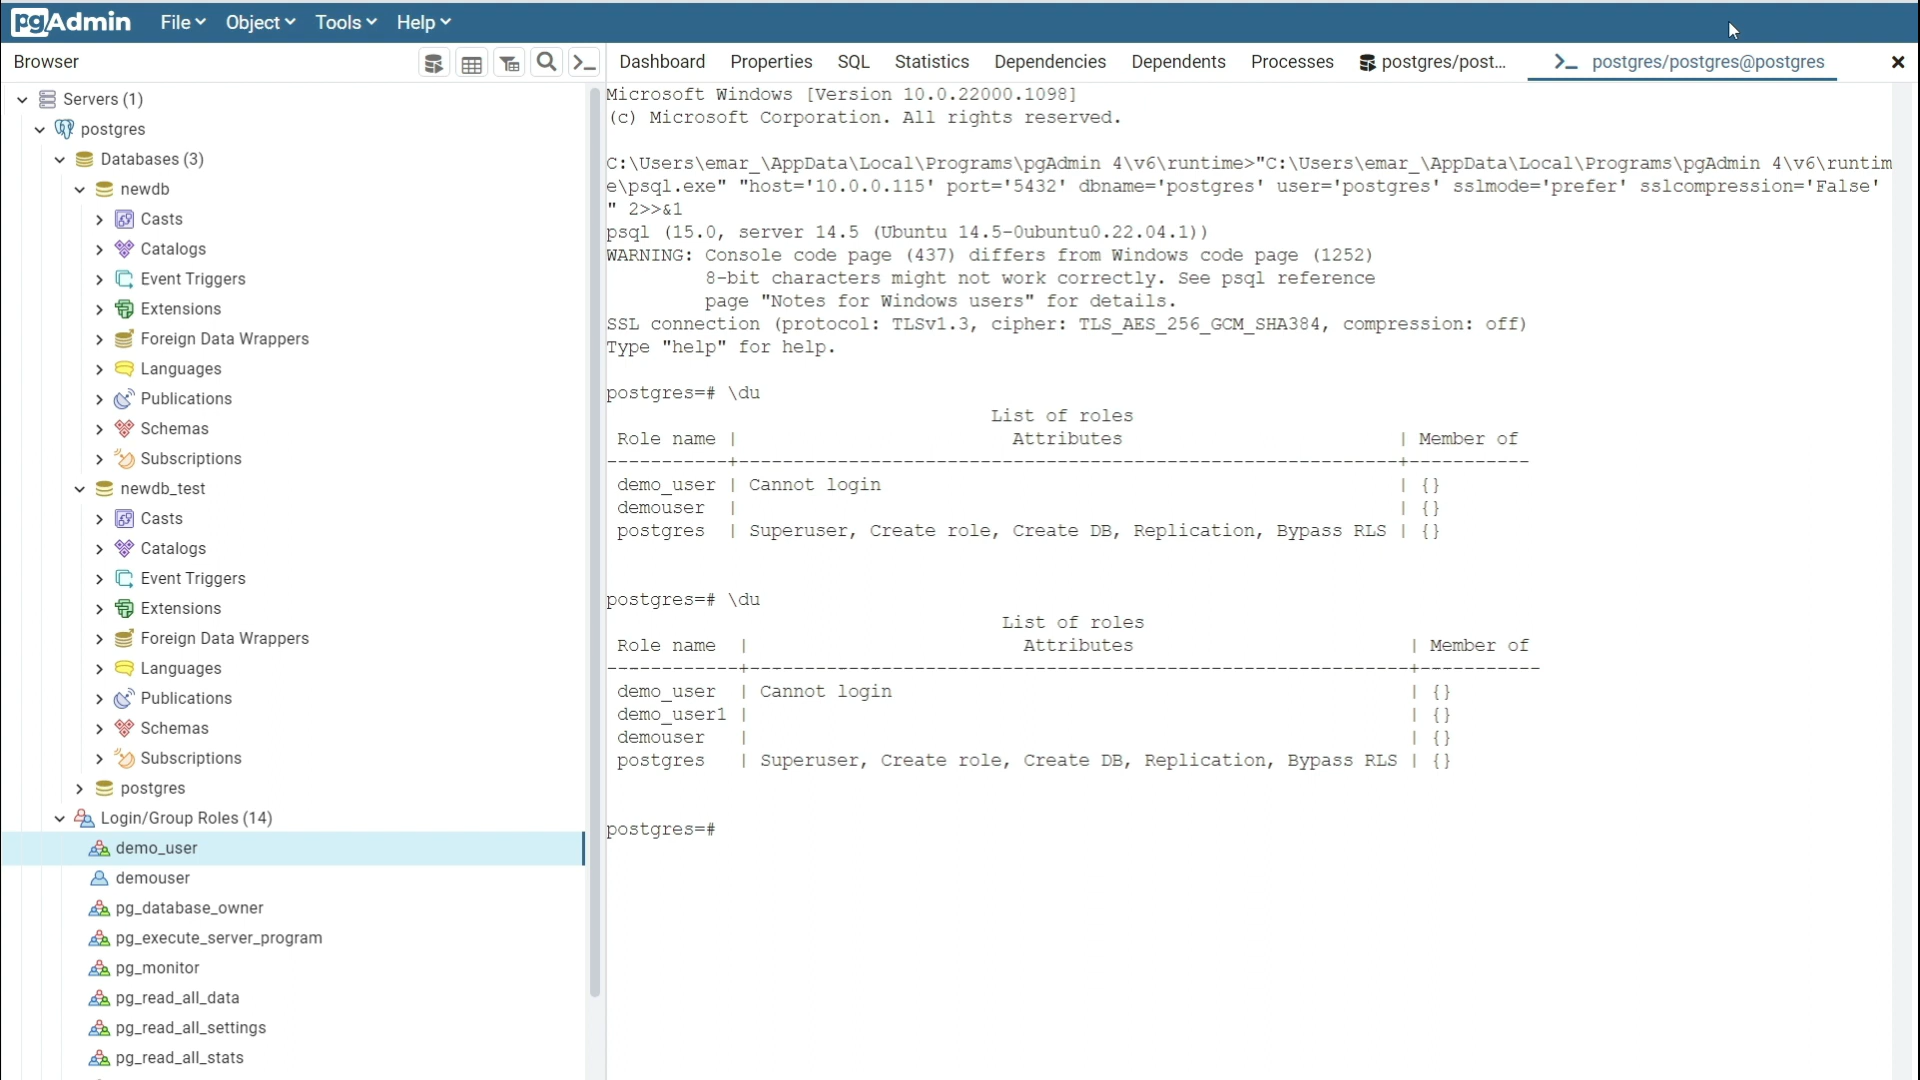 pgAdmin File Object Tools Help
Browser
Dashboard Properties SQL Statistics Dependencies Dependents Processes postgres/post... postgres/postgres@postgres
Servers (1)
postgres
Databases (3)
newdb
Casts
Catalogs
Event Triggers
Extensions
Foreign Data Wrappers
Languages
Publications
Schemas
Subscriptions
newdb_test
Casts
Catalogs
Event Triggers
Extensions
Foreign Data Wrappers
Languages
Publications
Schemas
Subscriptions
postgres
Login/Group Roles (14)
demo_user
demouser
pg_database_owner
pg_execute_server_program
pg_monitor
pg_read_all_data
pg_read_all_settings
pg_read_all_stats
Microsoft Windows [Version 10.0.22000.1098]
(c) Microsoft Corporation. All rights reserved.
C:\Users\emar_\AppData\Local\Programs\pgAdmin 4\v6\runtime>"C:\Users\emar_\AppData\Local\Programs\pgAdmin 4\v6\runtim
e\psql.exe" "host='10.0.0.115' port='5432' dbname='postgres' user='postgres' sslmode='prefer' sslcompression='False'
" 2>>&1
psql (15.0, server 14.5 (Ubuntu 14.5-0ubuntu0.22.04.1))
WARNING: Console code page (437) differs from Windows code page (1252)
8-bit characters might not work correctly. See psql reference
page "Notes for Windows users" for details.
SSL connection (protocol: TLSv1.3, cipher: TLS_AES_256_GCM_SHA384, compression: off)
Type "help" for help.
postgres=# \du
List of roles
Role name | Attributes | Member of
-----------+------------------------------------------------------------+-----------
demo_user | Cannot login | {}
demouser | | {}
postgres | Superuser, Create role, Create DB, Replication, Bypass RLS | {}
postgres=# \du
List of roles
Role name | Attributes | Member of
------------+------------------------------------------------------------+-----------
demo_user | Cannot login | {}
demo_user1 | | {}
demouser | | {}
postgres | Superuser, Create role, Create DB, Replication, Bypass RLS | {}
postgres=#